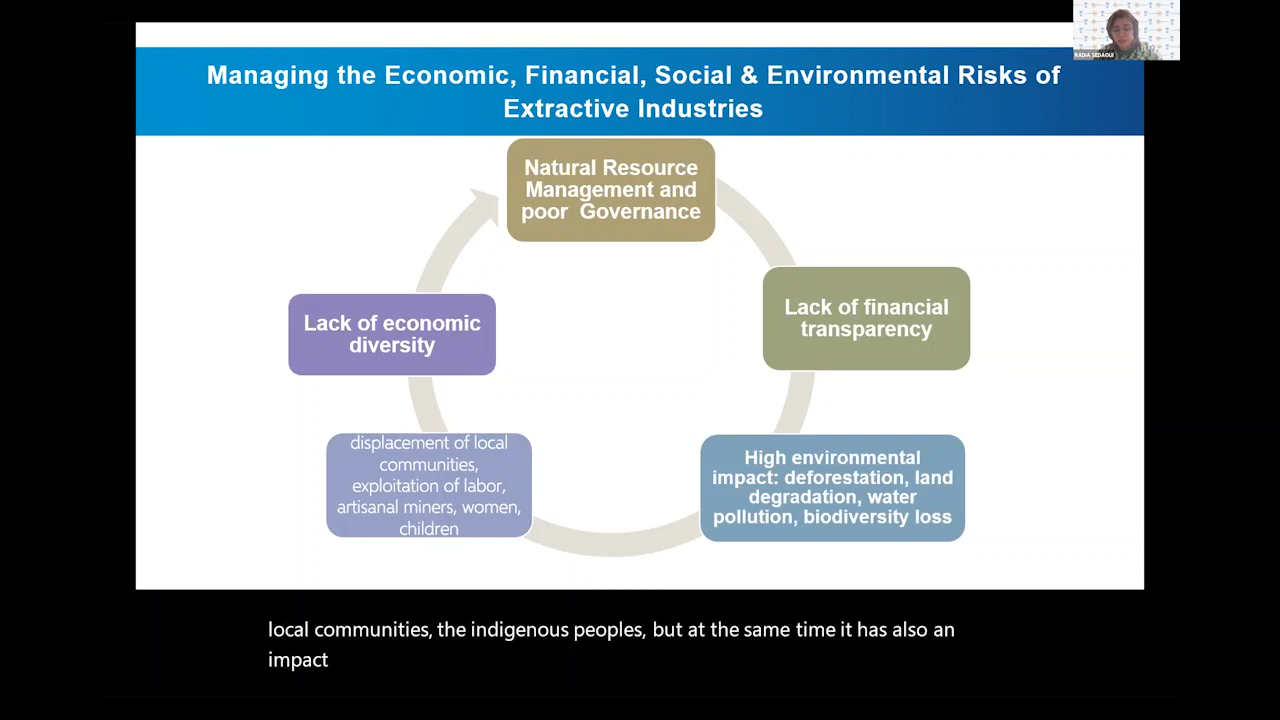 RADIA SEDAOUI
Managing the Economic, Financial, Social & Environmental Risks of
Extractive Industries
Natural Resource
Management and
poor Governance
Lack of financial
transparency
High environmental
impact: deforestation, land
degradation, water
pollution, biodiversity loss
displacement of local
communities,
exploitation of labor,
artisanal miners, women,
children
Lack of economic
diversity
local communities, the indigenous peoples, but at the same time it has also an
impact